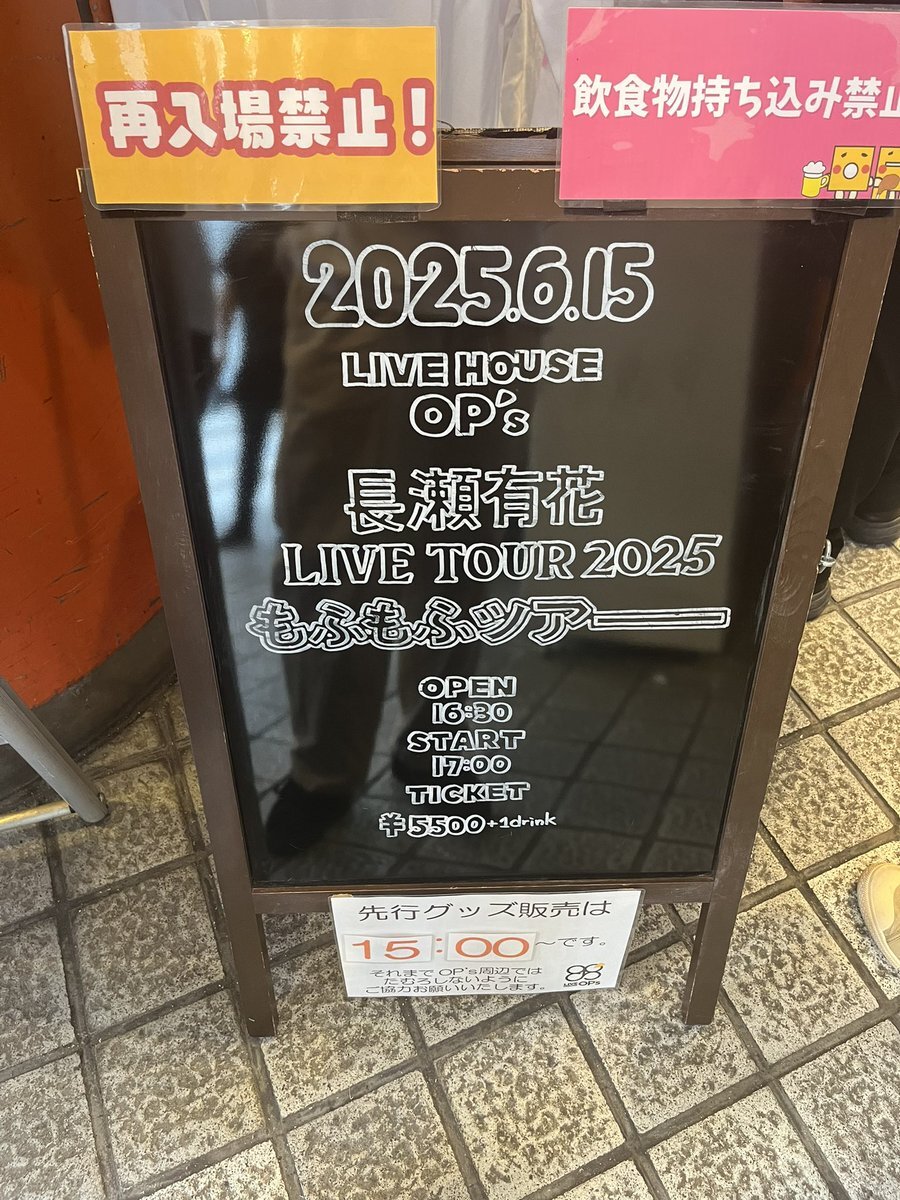 再入場禁止！
飲食物持ち込み禁止
2025.6.15
LIVE HOUSE
OP's
長瀬有花
LIVE TOUR 2025
もふもふツアー
OPEN
16:30
START
17:00
TICKET
¥5500+1drink
先行グッズ販売は
15:00～です。
それまでOP's周辺では
たむろしないように
ご協力お願いいたします。
LIVE OPs